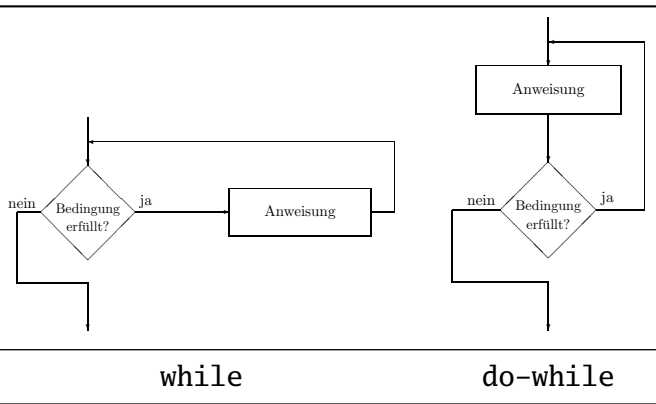 nein
Bedingung
erfüllt?
ja
Anweisung
Anweisung
nein
Bedingung
erfüllt?
ja
while
do-while